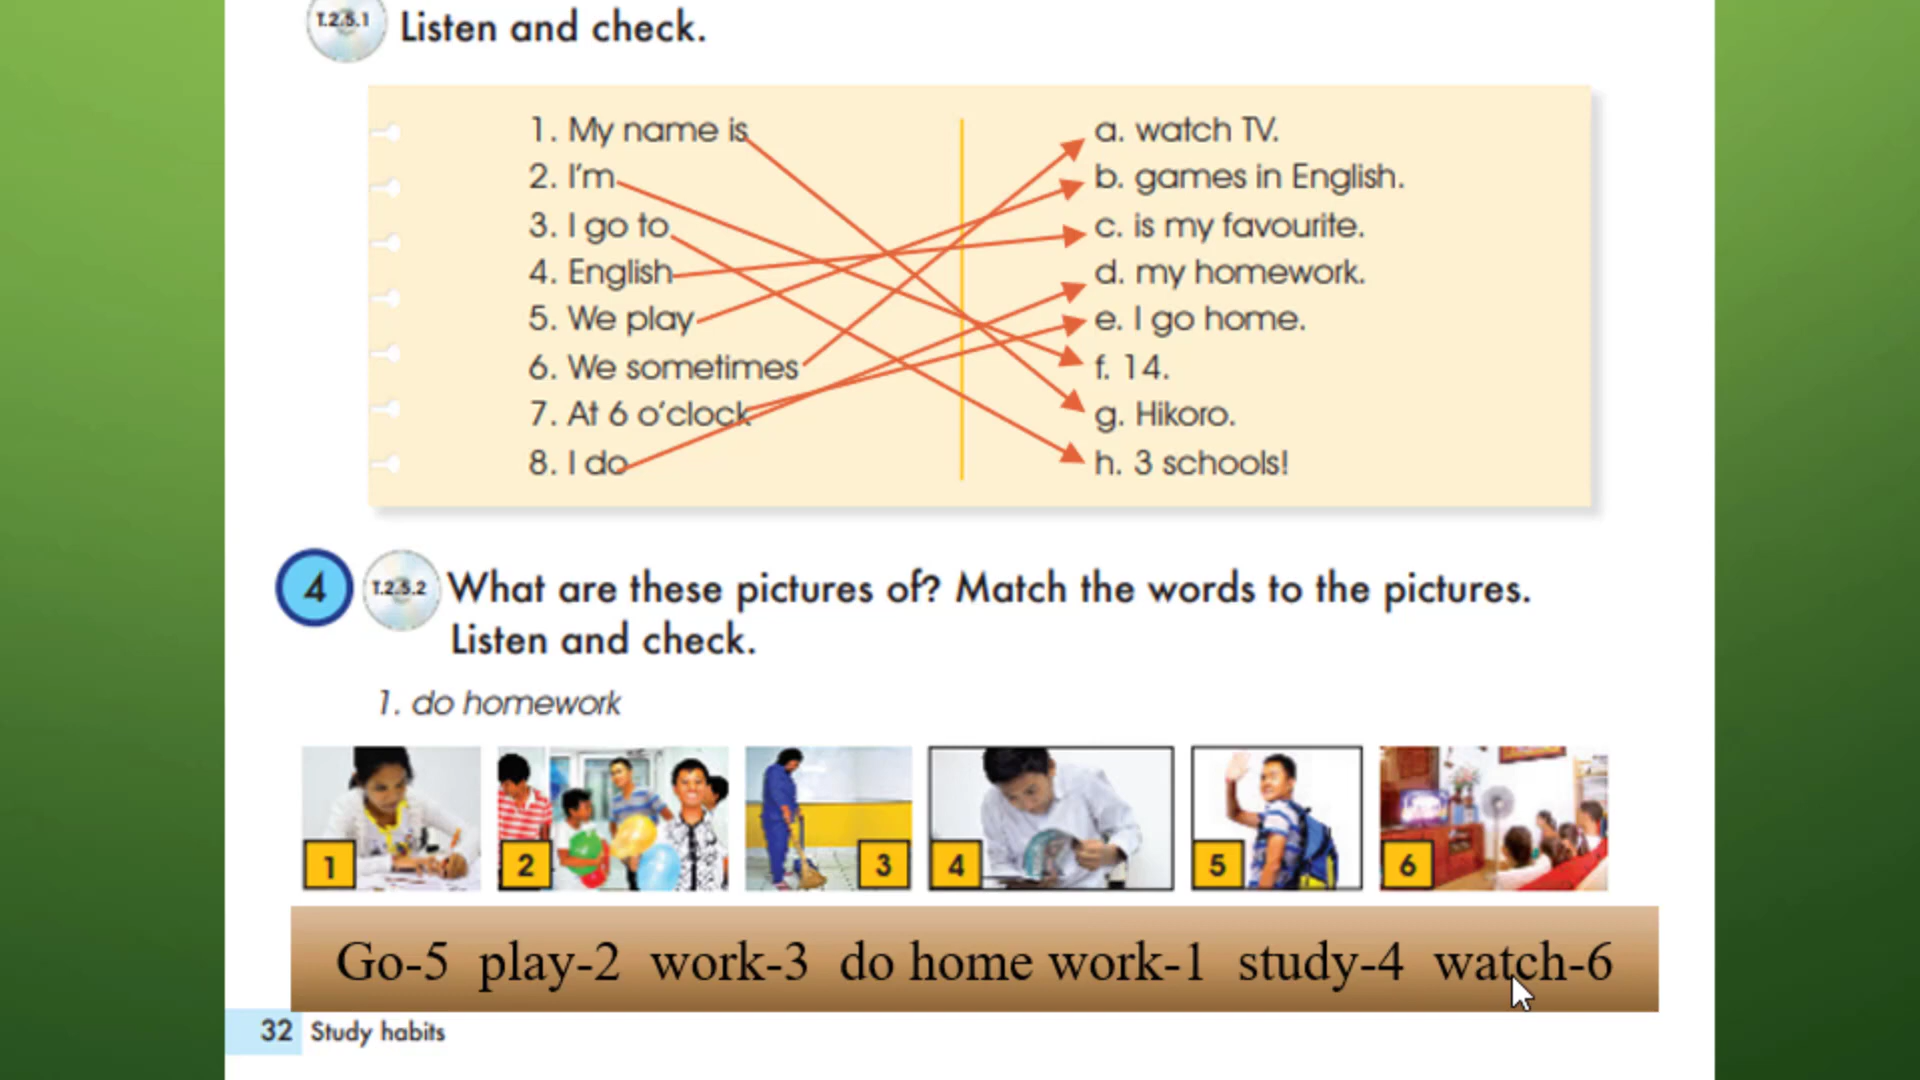 T.2.5.1 Listen and check.
1. My name is
2. I'm
3. I go to
4. English
5. We play
6. We sometimes
7. At 6 o'clock
8. I do
a. watch TV.
b. games in English.
c. is my favourite.
d. my homework.
e. I go home.
f. 14.
g. Hikoro.
h. 3 schools!
4 T.2.5.2 What are these pictures of? Match the words to the pictures.
Listen and check.
1. do homework
1 2 3 4 5 6
Go-5 play-2 work-3 do home work-1 study-4 watch-6
32 Study habits